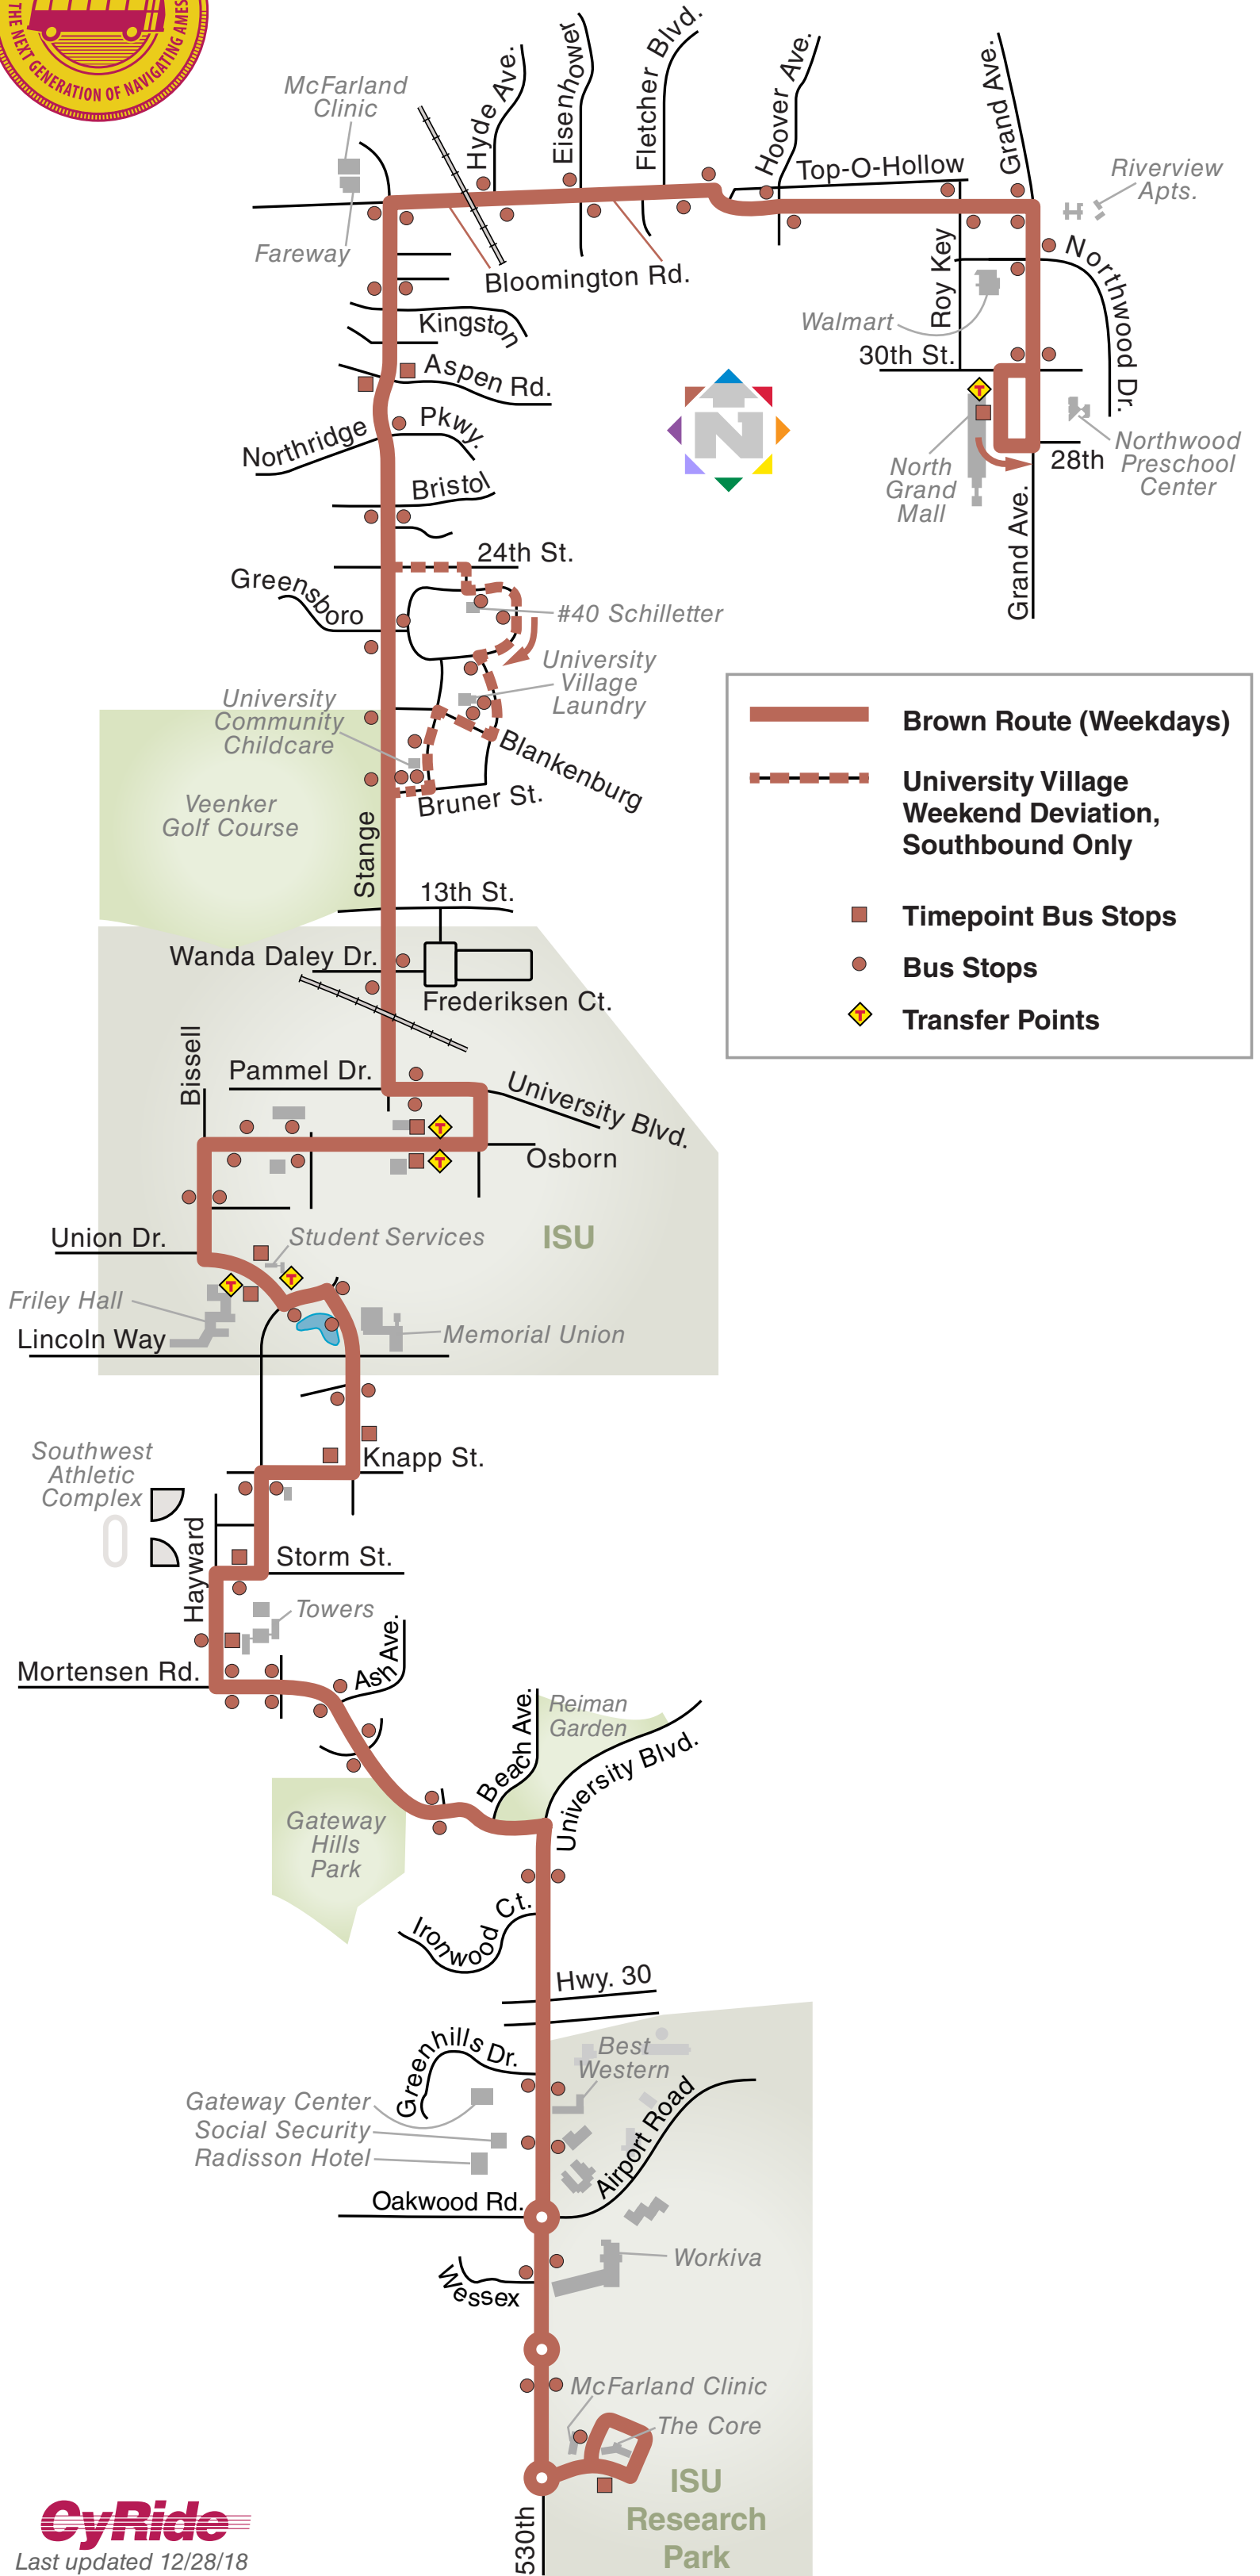 THE NEXT GENERATION OF NAVIGATING AMES
McFarland
Clinic
Hyde Ave.
Eisenhower
Fletcher Blvd.
Hoover Ave.
Grand Ave.
Top-O-Hollow
Riverview
Apts.
Fareway
Bloomington Rd.
Roy Key
Northwood Dr.
Kingston
Walmart
30th St.
Aspen Rd.
Northridge Pkwy.
28th
Northwood
Preschool
Center
North
Grand
Mall
Bristol
Grand Ave.
24th St.
Greensboro
#40 Schilletter
University
Village
Laundry
University
Community
Childcare
Blankenburg
Bruner St.
Veenker
Golf Course
Stange
Brown Route (Weekdays)
University Village
Weekend Deviation,
Southbound Only
Timepoint Bus Stops
Bus Stops
T
Transfer Points
13th St.
Wanda Daley Dr.
Frederiksen Ct.
Bissell
Pammel Dr.
University Blvd.
Osborn
Union Dr.
Student Services
ISU
Friley Hall
Lincoln Way
Memorial Union
Southwest
Athletic
Complex
Knapp St.
Hayward
Storm St.
Towers
Mortensen Rd.
Ash Ave.
Beach Ave.
Reiman
Garden
University Blvd.
Gateway
Hills
Park
Ironwood Ct.
Hwy. 30
Greenhills Dr.
Best
Western
Gateway Center
Social Security
Radisson Hotel
Airport Road
Oakwood Rd.
Workiva
Wessex
McFarland Clinic
The Core
ISU
Research
Park
530th
CyRide
Last updated 12/28/18
N
T
T
T
T
T